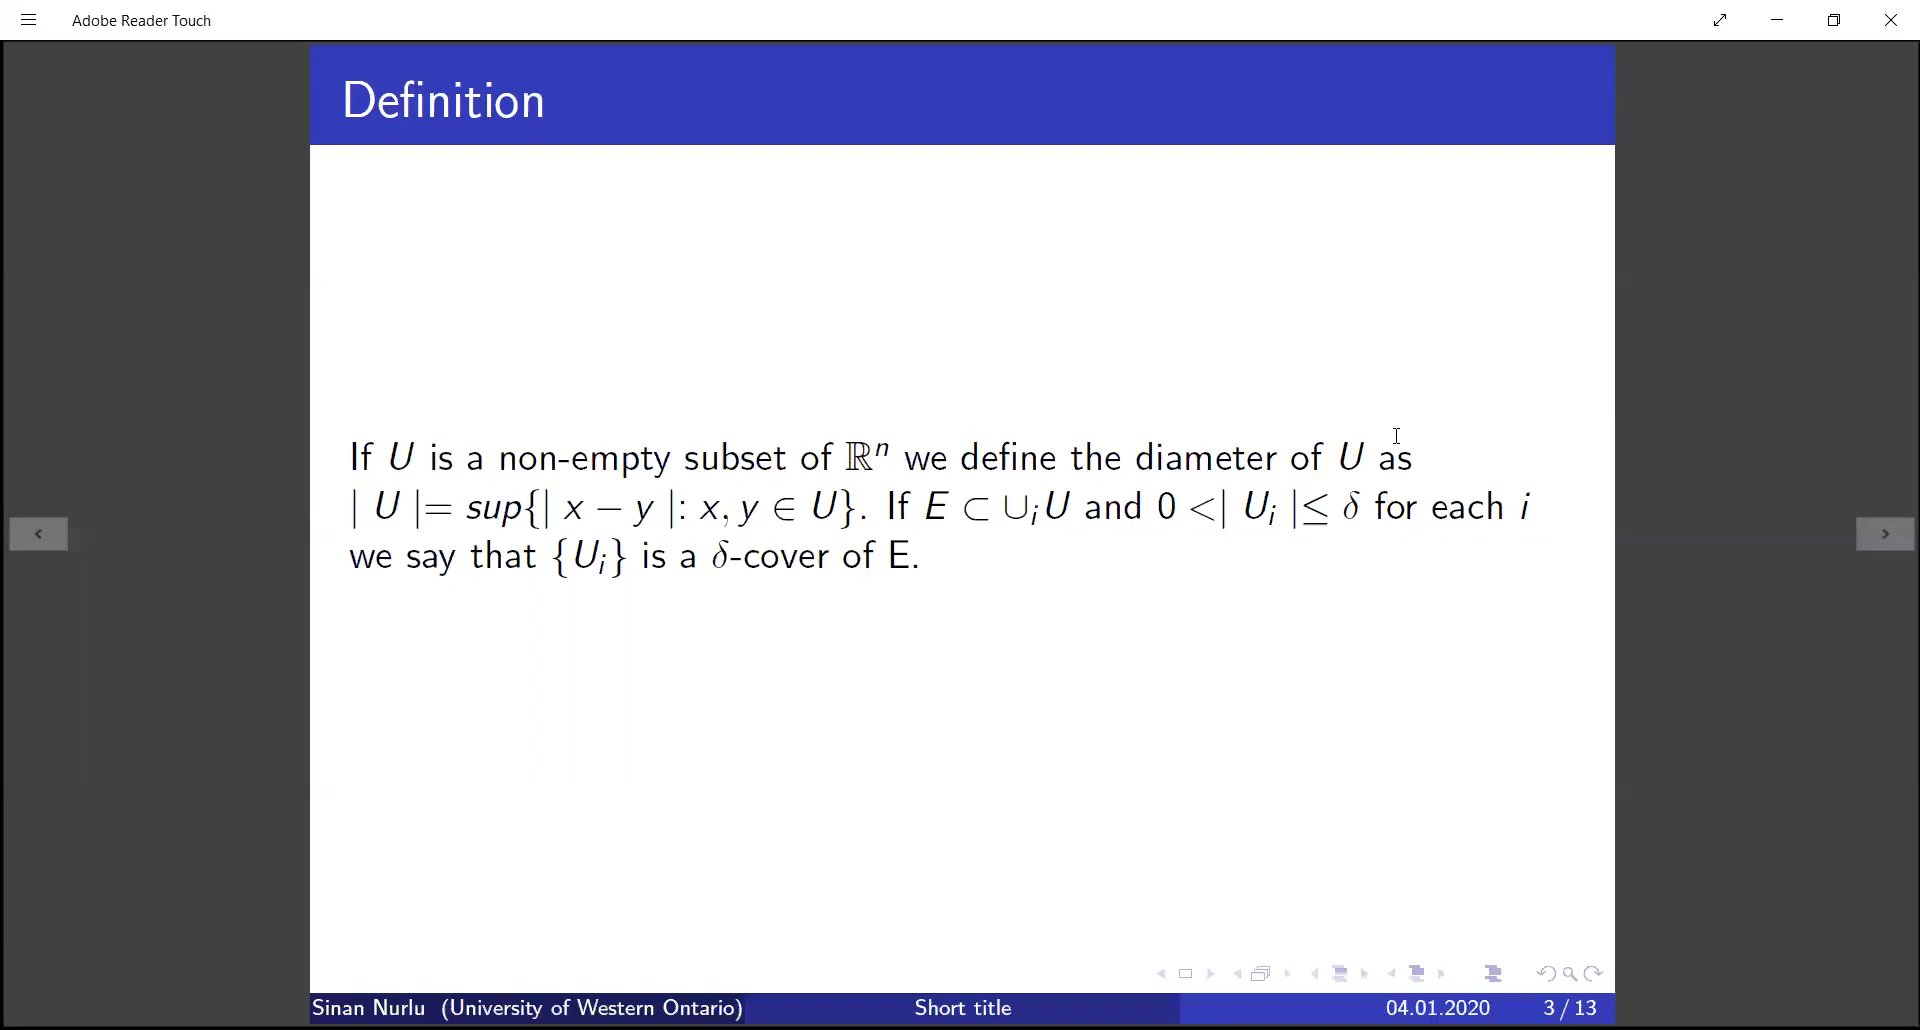 Adobe Reader Touch
Definition
If U is a non-empty subset of ℝⁿ we define the diameter of U as
| U |= sup{| x − y |: x, y ∈ U}. If E ⊂ ∪ᵢU and 0 <| Uᵢ |≤ δ for each i
we say that {Uᵢ} is a δ-cover of E.
Sinan Nurlu (University of Western Ontario) Short title 04.01.2020 3 / 13